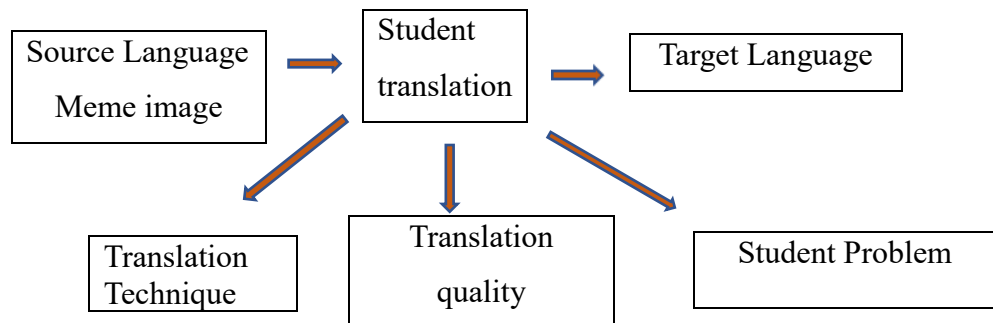 Source Language
Meme image
Student
translation
Target Language
Translation
Technique
Translation
quality
Student Problem